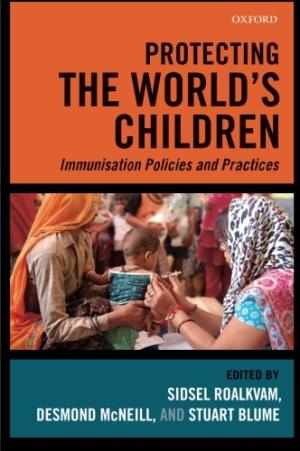 OXFORD
PROTECTING
THE WORLD'S
CHILDREN
Immunisation Policies and Practices
EDITED BY
SIDSEL ROALKVAM,
DESMOND McNEILL, AND STUART BLUME